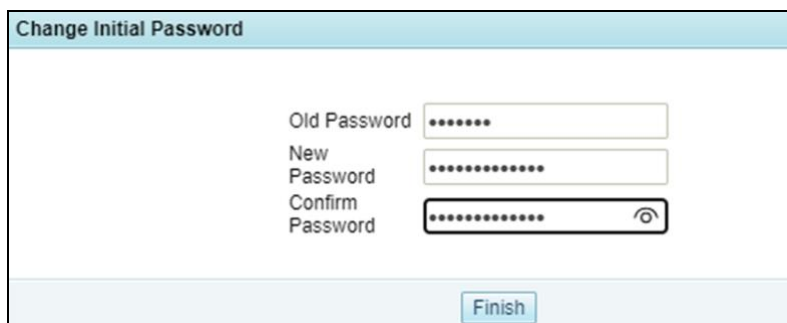 Change Initial Password
Old Password •••••••
New
Password •••••••••••••
Confirm
Password •••••••••••••
Finish